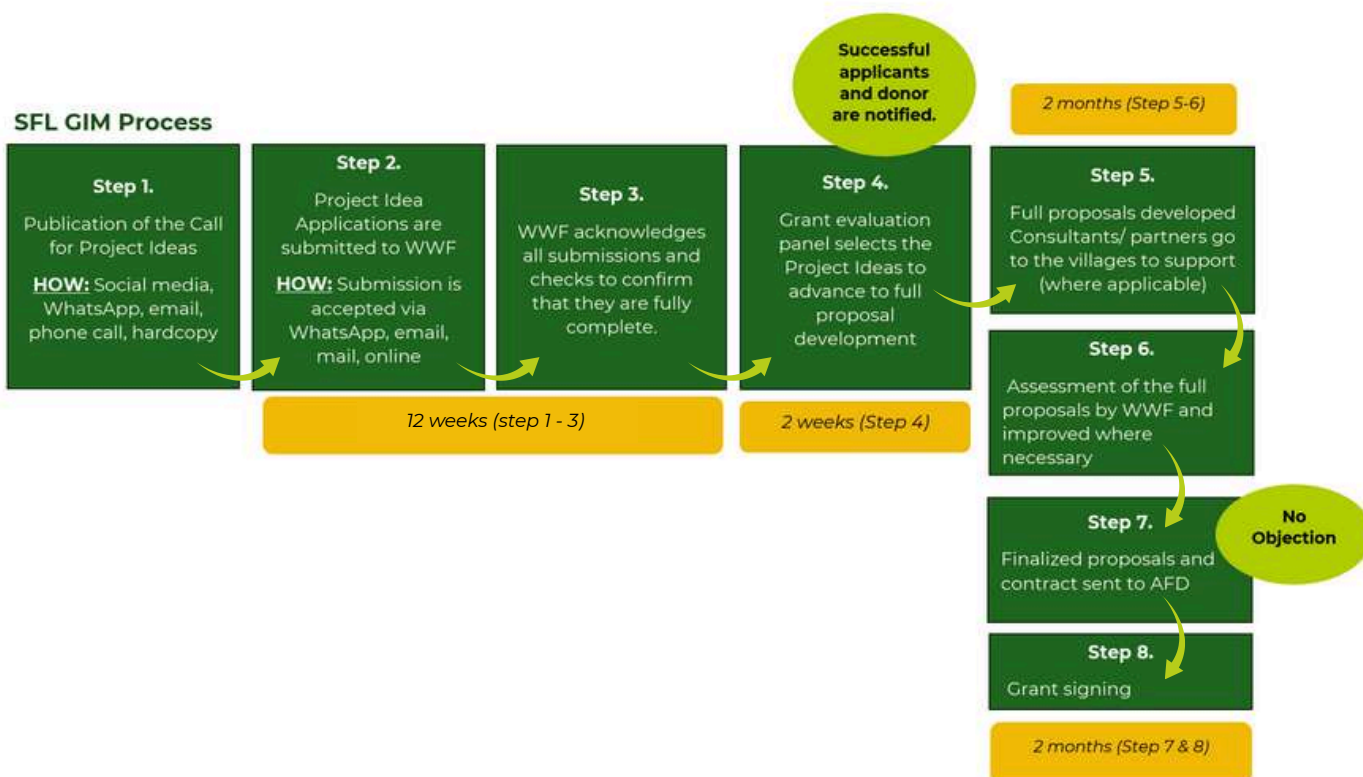 SFL GIM Process
Step 1.
Publication of the Call
for Project Ideas
HOW: Social media,
WhatsApp, email,
phone call, hardcopy
Step 2.
Project Idea
Applications are
submitted to WWF
HOW: Submission is
accepted via
WhatsApp, email,
mail, online
Step 3.
WWF acknowledges
all submissions and
checks to confirm
that they are fully
complete.
12 weeks (step 1 - 3)
Successful
applicants
and donor
are notified.
Step 4.
Grant evaluation
panel selects the
Project Ideas to
advance to full
proposal
development
2 weeks (Step 4)
2 months (Step 5-6)
Step 5.
Full proposals developed
Consultants/ partners go
to the villages to support
(where applicable)
Step 6.
Assessment of the full
proposals by WWF and
improved where
necessary
Step 7.
Finalized proposals and
contract sent to AFD
No
Objection
Step 8.
Grant signing
2 months (Step 7 & 8)